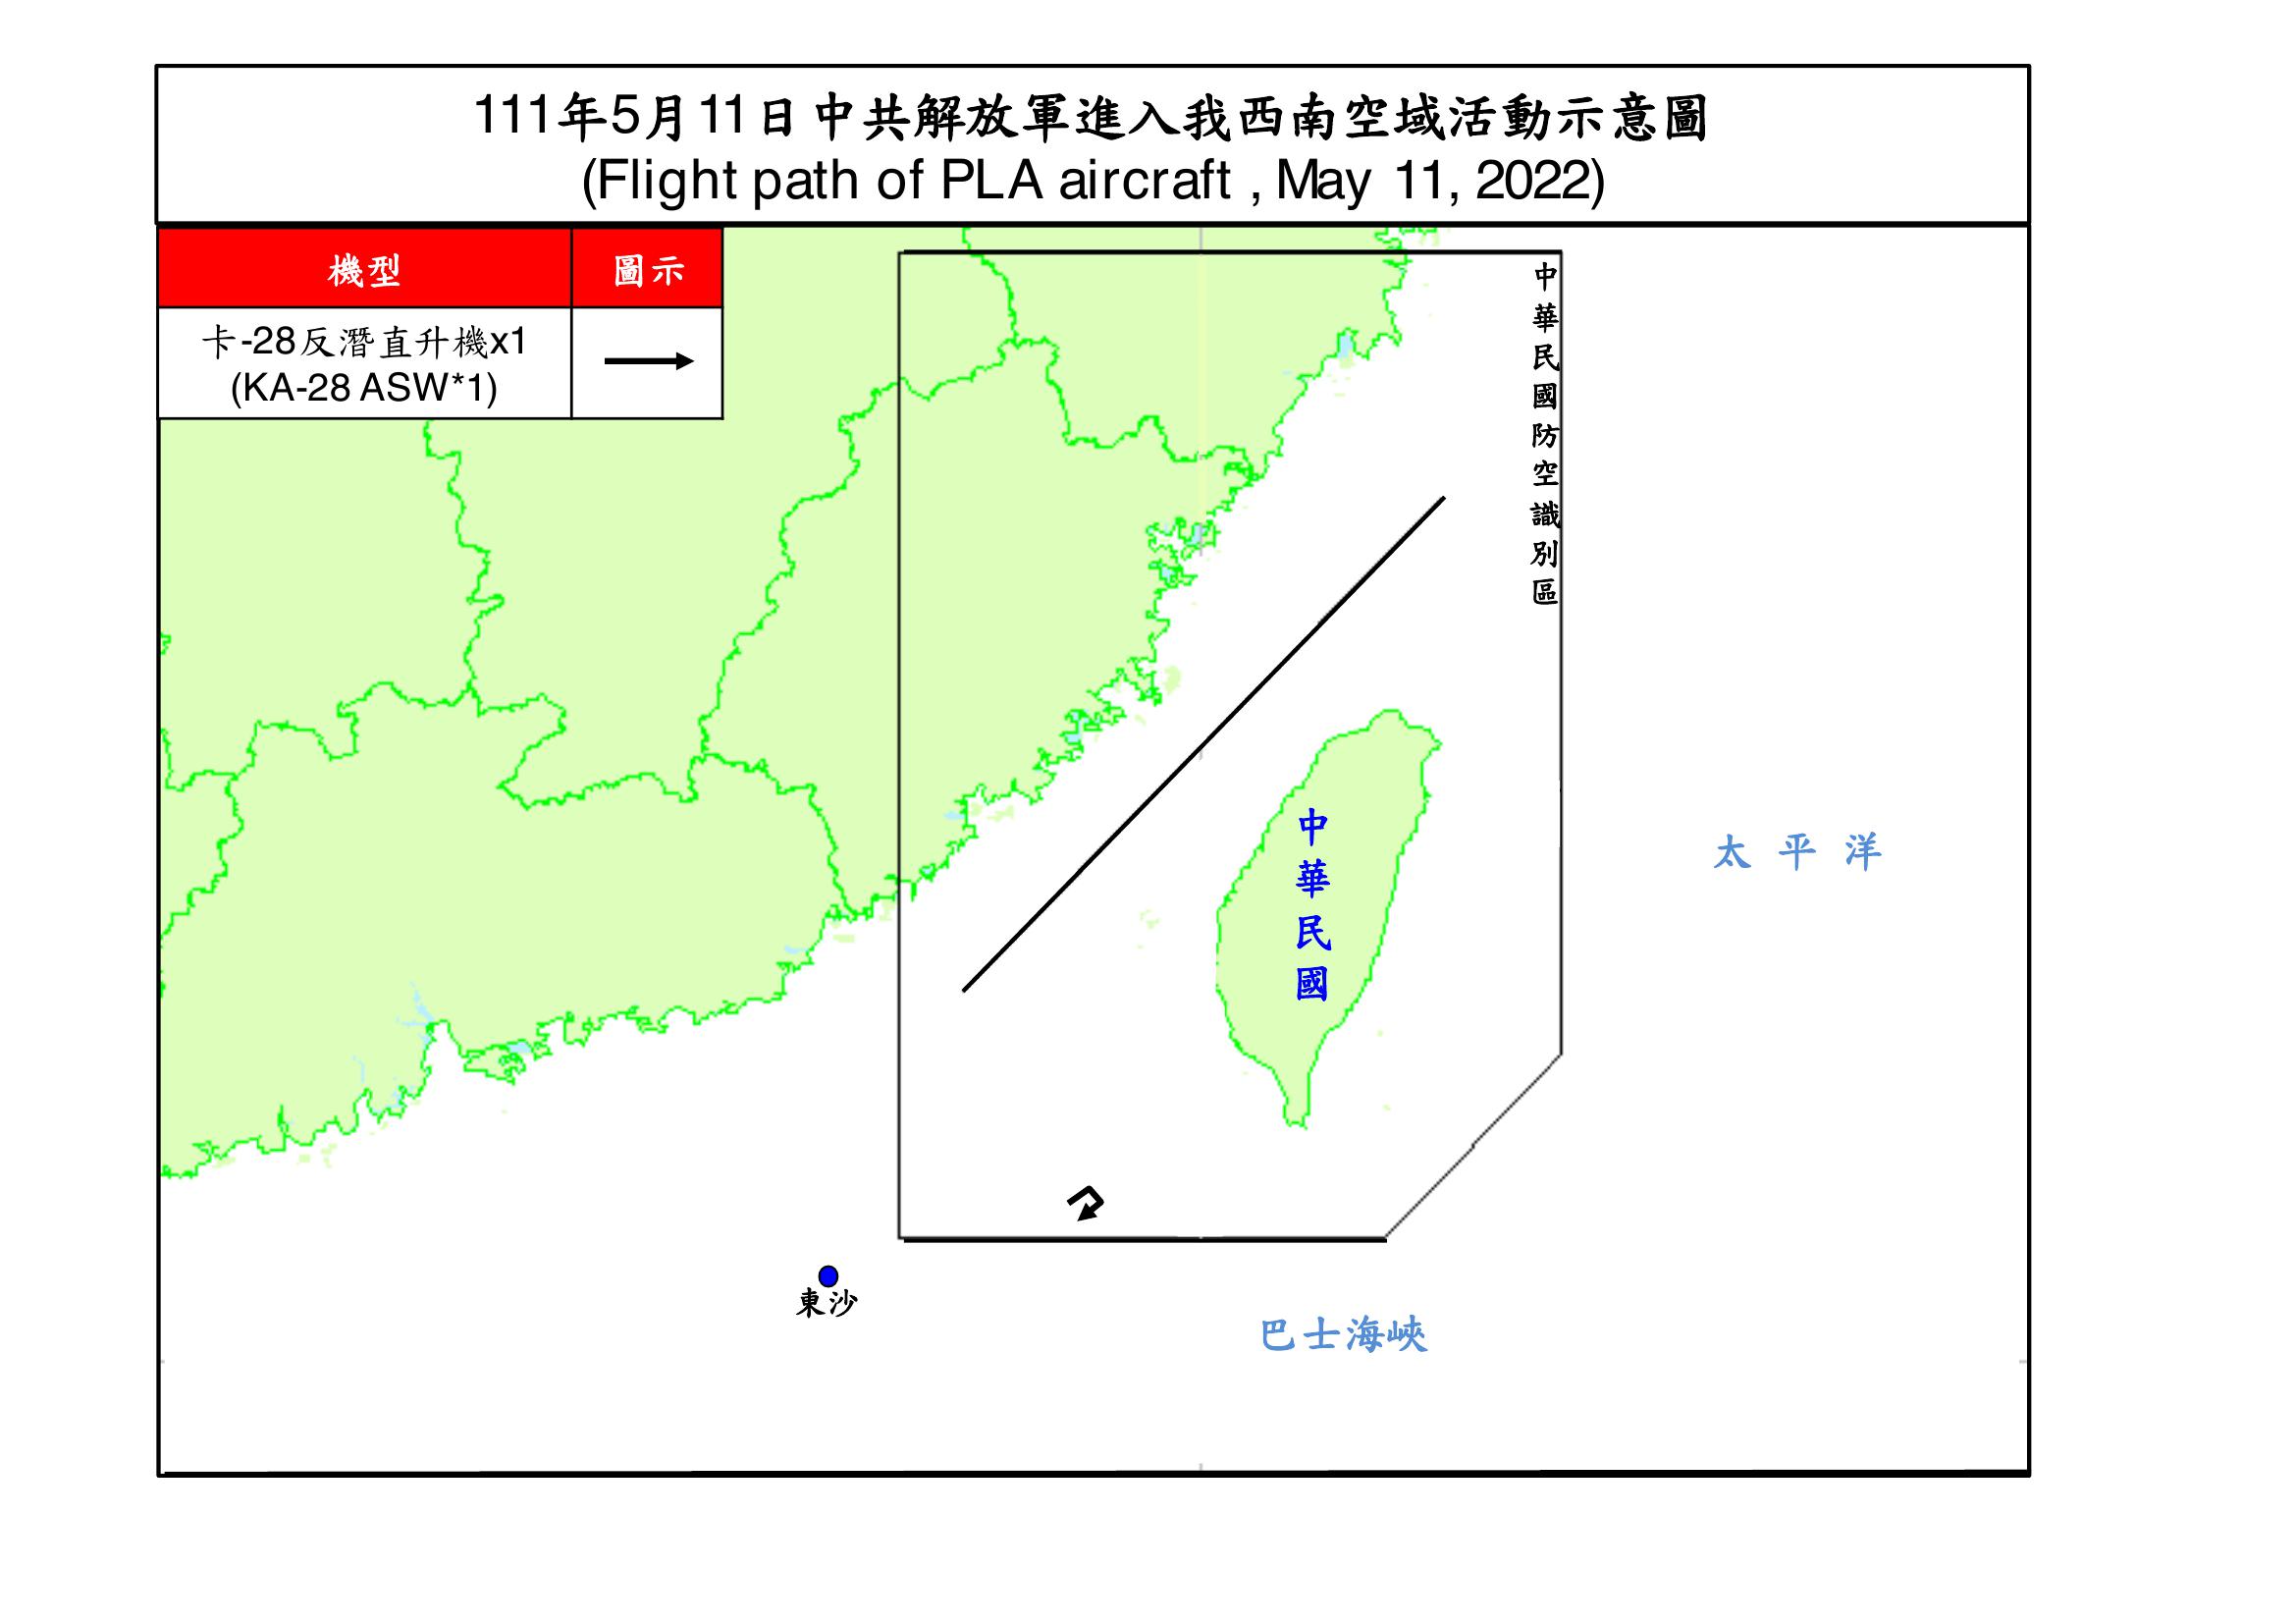 111年5月11日中共解放軍進入我西南空域活動示意圖
(Flight path of PLA aircraft , May 11, 2022)
機型
圖示
卡-28反潛直升機x1
(KA-28 ASW*1)
中華民國防空識別區
中華民國
太平洋
東沙
巴士海峽